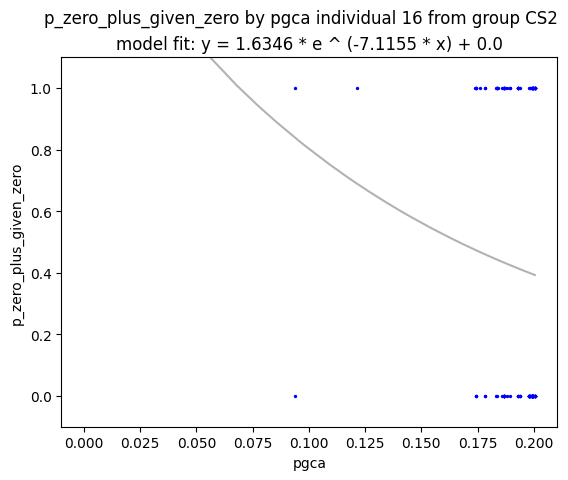 p_zero_plus_given_zero by pgca individual 16 from group CS2
model fit: y = 1.6346 * e ^ (-7.1155 * x) + 0.0
1.0
0.8
0.6
0.4
0.2
0.0
p_zero_plus_given_zero
0.000 0.025 0.050 0.075 0.100 0.125 0.150 0.175 0.200
pgca